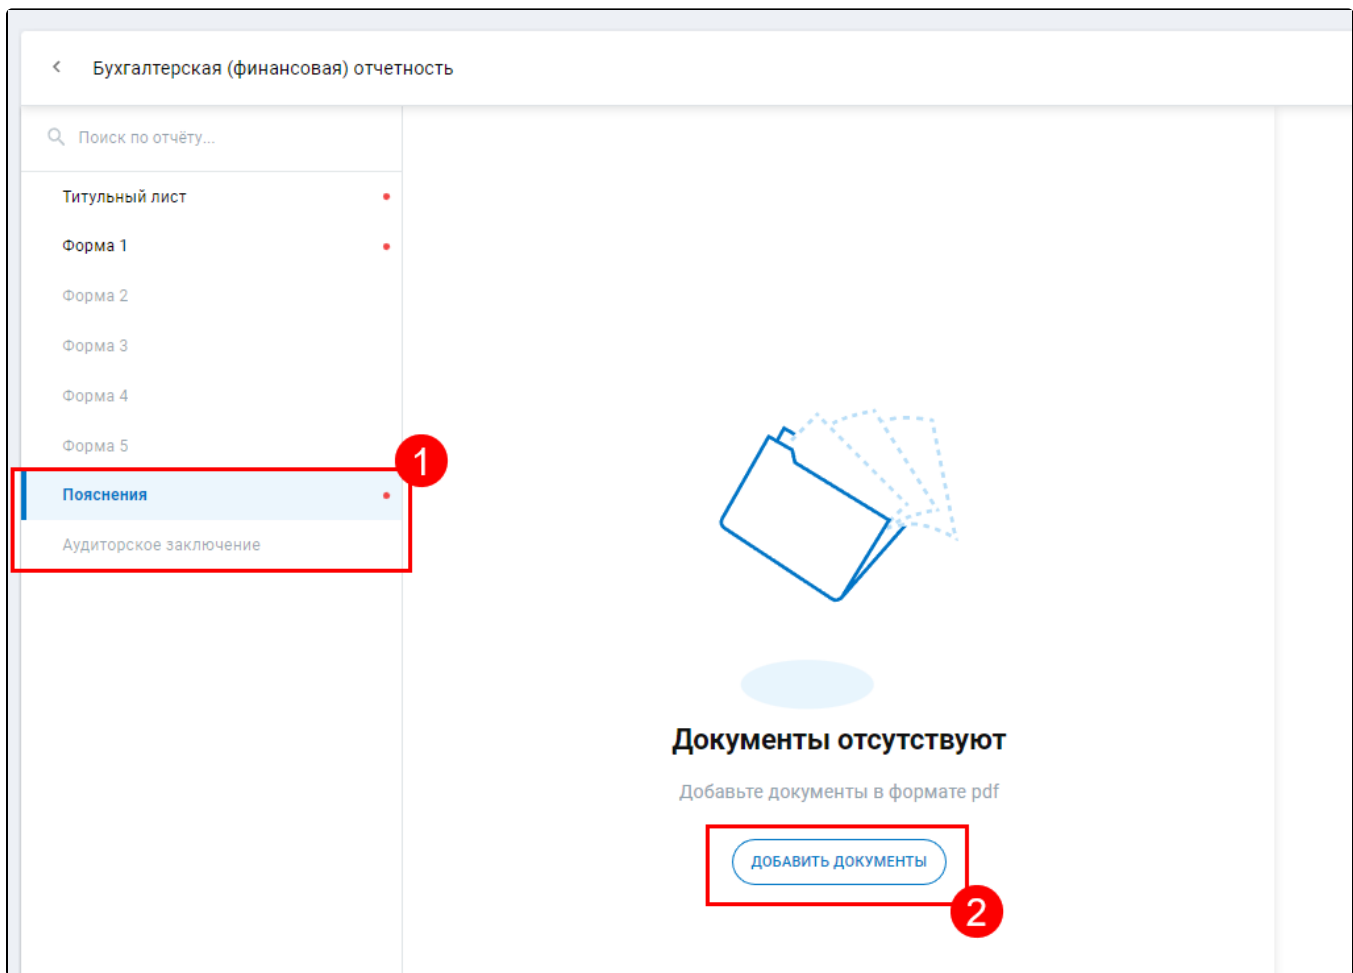 Бухгалтерская (финансовая) отчетность
Поиск по отчёту...
Титульный лист
Форма 1
Форма 2
Форма 3
Форма 4
Форма 5
1
Пояснения
Аудиторское заключение
Документы отсутствуют
Добавьте документы в формате pdf
ДОБАВИТЬ ДОКУМЕНТЫ
2